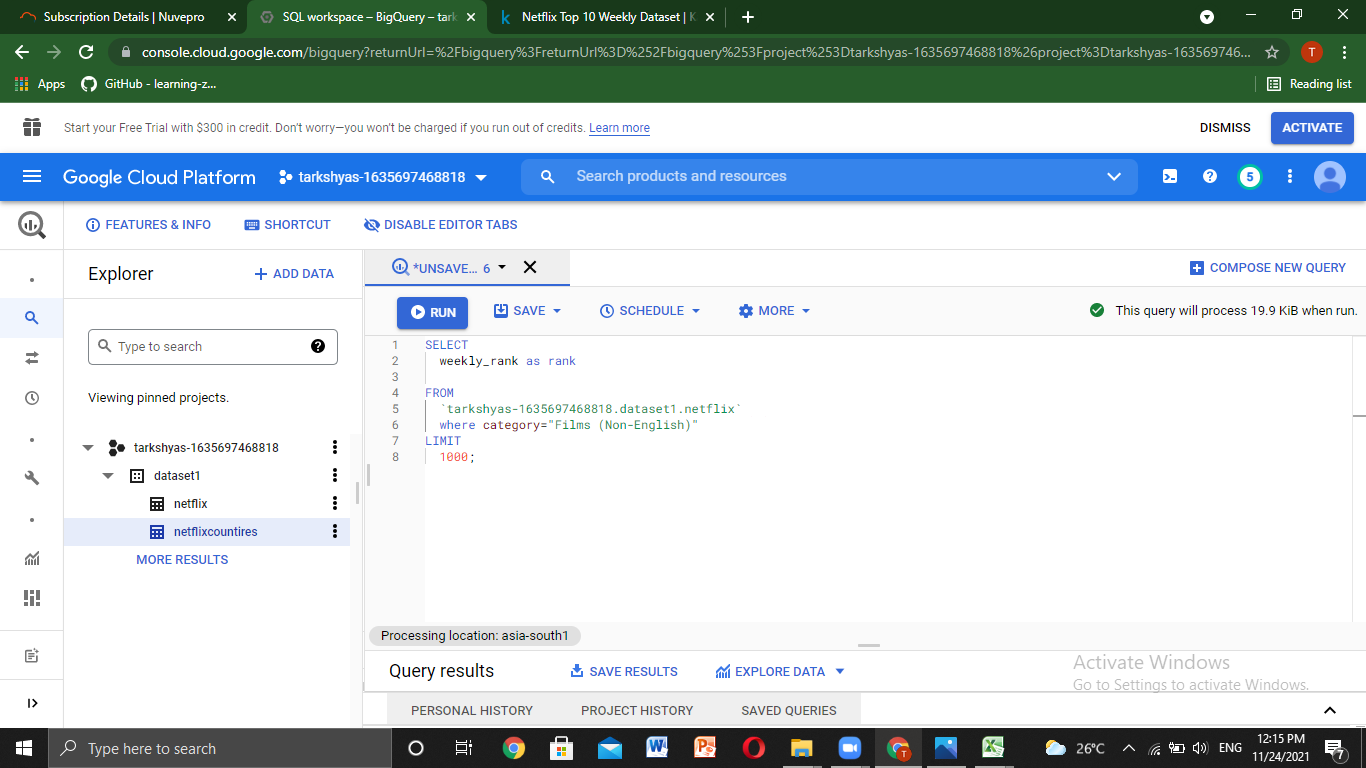 Subscription Details | Nuvepro
SQL workspace – BigQuery – tark
Netflix Top 10 Weekly Dataset | K
console.cloud.google.com/bigquery?returnUrl=%2Fbigquery%3FreturnUrl%3D%252Fbigquery%253Fproject%253Dtarkshyas-1635697468818%26project%3Dtarkshyas-163569746...
T
Apps
GitHub - learning-z...
Reading list
Start your Free Trial with $300 in credit. Don't worry—you won't be charged if you run out of credits. Learn more
DISMISS
ACTIVATE
Google Cloud Platform
tarkshyas-1635697468818
Search products and resources
5
FEATURES & INFO
SHORTCUT
DISABLE EDITOR TABS
Explorer
+ ADD DATA
*UNSAVE... 6
COMPOSE NEW QUERY
RUN
SAVE
SCHEDULE
MORE
This query will process 19.9 KiB when run.
Type to search
Viewing pinned projects.
tarkshyas-1635697468818
dataset1
netflix
netflixcountires
MORE RESULTS
1 SELECT
2 weekly_rank as rank
3
4 FROM
5 `tarkshyas-1635697468818.dataset1.netflix`
6 where category="Films (Non-English)"
7 LIMIT
8 1000;
Processing location: asia-south1
Query results
SAVE RESULTS
EXPLORE DATA
Activate Windows
Go to Settings to activate Windows.
PERSONAL HISTORY
PROJECT HISTORY
SAVED QUERIES
Type here to search
26°C
ENG
12:15 PM
11/24/2021
7